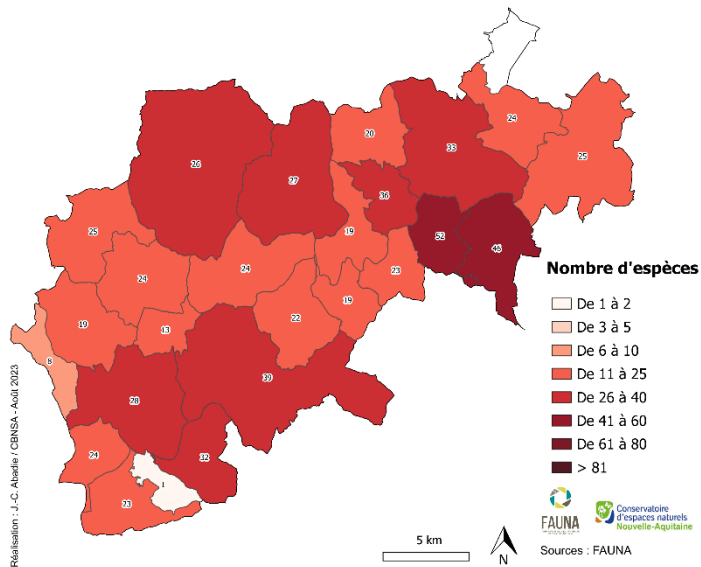 24
20
33
25
26
27
36
25
52
46
19
24
24
23
19
22
19
13
8
39
28
24
32
1
23
Nombre d'espèces
De 1 à 2
De 3 à 5
De 6 à 10
De 11 à 25
De 26 à 40
De 41 à 60
De 61 à 80
> 81
FAUNA
Conservatoire
d'espaces naturels
Nouvelle-Aquitaine
5 km
N
Sources : FAUNA
Réalisation : J.-C. Abadie / CBNSA - Août 2023